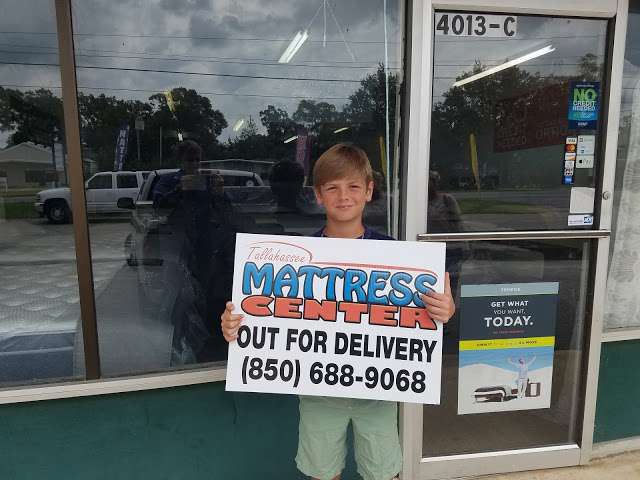 4013-C
NO
CREDIT
NEEDED
Tallahassee
MATTRESS
CENTER
OUT FOR DELIVERY
(850) 688-9068
GET WHAT
YOU WANT.
TODAY.